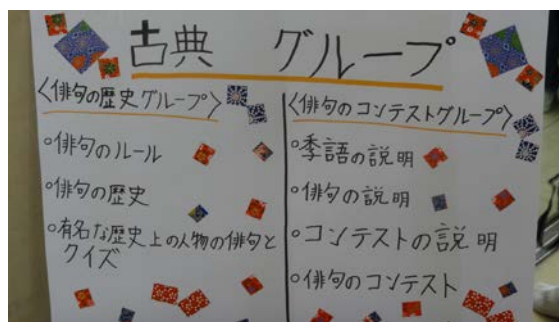 古典 グループ
〈俳句の歴史グループ〉
○俳句のルール
○俳句の歴史
○有名な歴史上の人物の俳句と
クイズ
〈俳句のコンテストグループ〉
○季語の説明
○俳句の説明
○コンテストの説明
○俳句のコンテスト